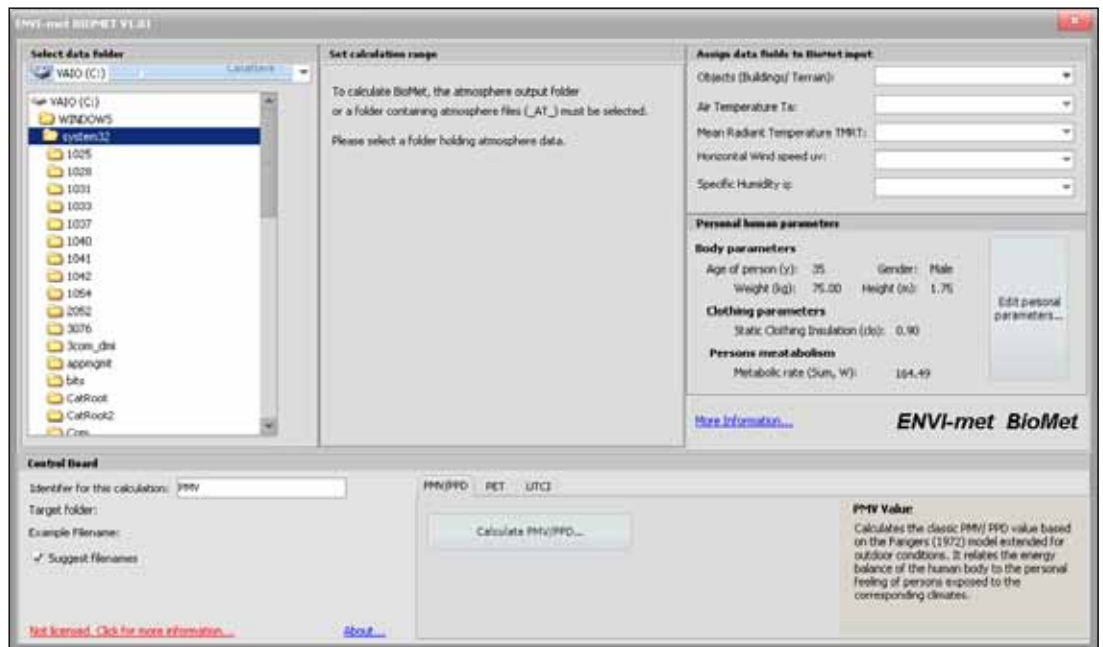 ENVI-met BIOMET V1.01
Select data folder
VAIO (C:)
VAIO (C:)
WINDOWS
system32
1025
1028
1031
1033
1037
1040
1041
1042
1054
2052
3076
3com_dmi
appmgmt
bits
CatRoot
CatRoot2
Com
Set calculation range
To calculate BioMet, the atmosphere output folder
or a folder containing atmosphere files (_AT_) must be selected.
Please select a folder holding atmosphere data.
Assign data fields to BioMet input
Objects (Buildings/ Terrain):
Air Temperature Ta:
Mean Radiant Temperature TMRT:
Horizontal Wind speed uv:
Specific Humidity q:
Personal human parameters
Body parameters
Age of person (y): 35 Gender: Male
Weight (kg): 75.00 Height (m): 1.75
Clothing parameters
Static Clothing Insulation (clo): 0.90
Persons meatabolism
Metabolic rate (Sum, W): 164.49
Edit pesonal
parameters...
More Information....
ENVI-met BioMet
Control Board
Identifer for this calculation: PMV
Target folder:
Example Filename:
Suggest filenames
Not licensed. Click for more information....
About...
PMV/PPD PET UTCI
Calculate PMV/PPD...
PMV Value
Calculates the classic PMV/ PPD value based
on the Fangers (1972) model extended for
outdoor conditions. It relates the energy
balance of the human body to the personal
feeling of persons exposed to the
corresponding climates.